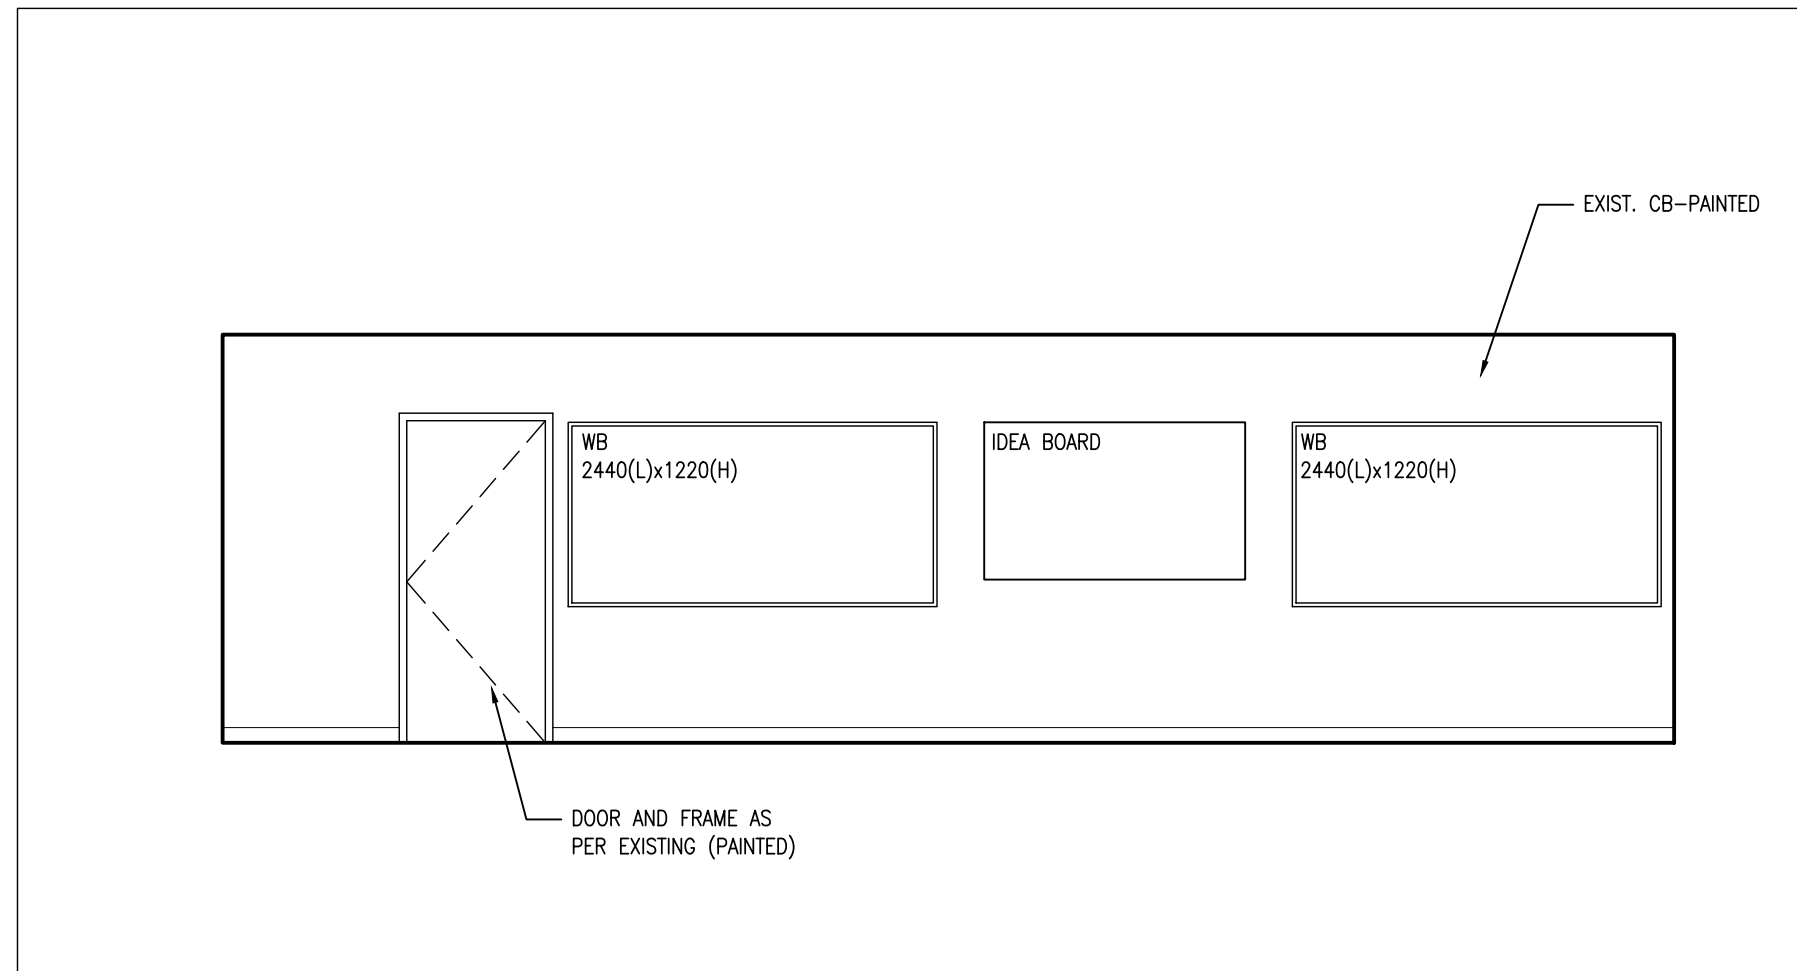 EXIST. CB-PAINTED
WB
2440(L)x1220(H)
IDEA BOARD
WB
2440(L)x1220(H)
DOOR AND FRAME AS
PER EXISTING (PAINTED)